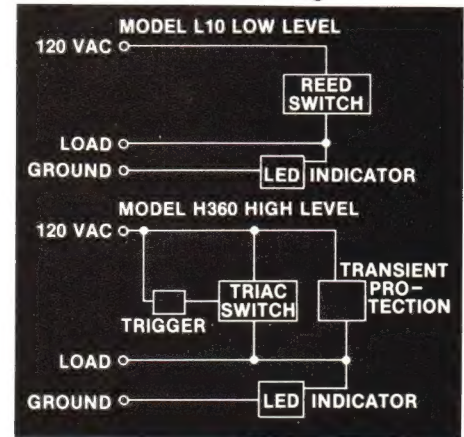 MODEL L10 LOW LEVEL
120 VAC
REED
SWITCH
LOAD
GROUND
LED INDICATOR
MODEL H360 HIGH LEVEL
120 VAC
TRANSIENT
PRO-
TECTION
TRIAC
SWITCH
TRIGGER
LOAD
GROUND
LED INDICATOR